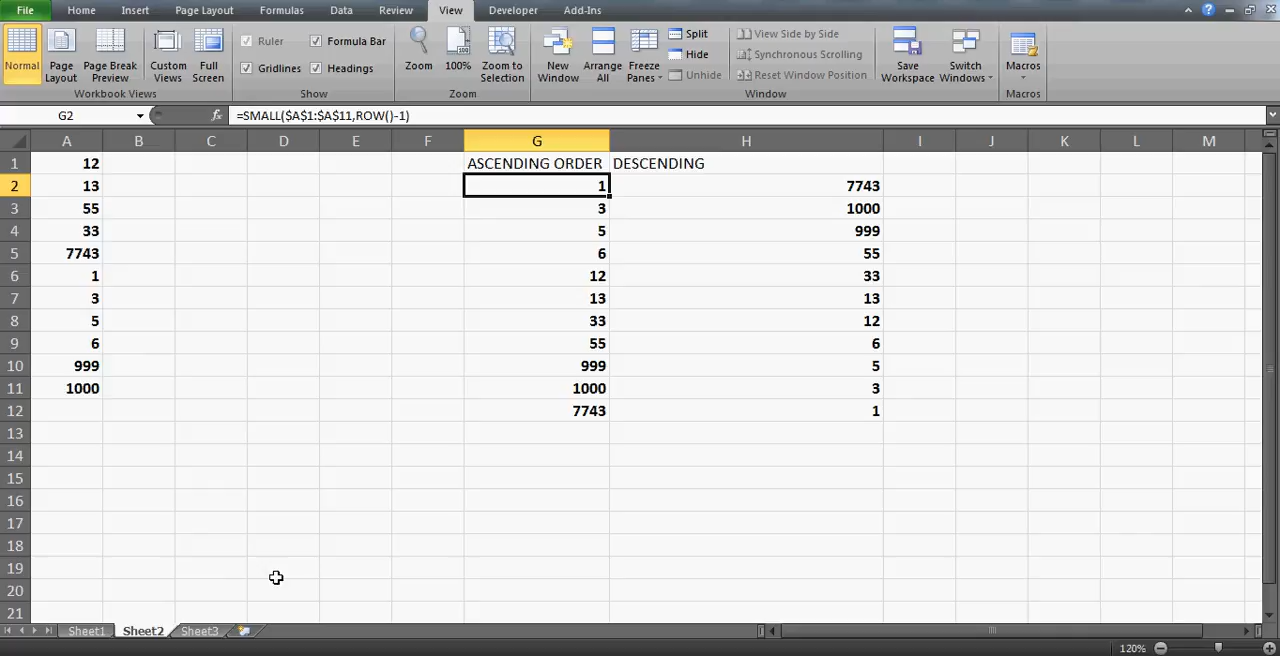 File Home Insert Page Layout Formulas Data Review View Developer Add-Ins
Normal Page Layout Page Break Preview Custom Views Full Screen
Workbook Views
Ruler Formula Bar
Gridlines Headings
Show
Zoom 100% Zoom to Selection
Zoom
New Window Arrange All Freeze Panes
Split
Hide
Unhide
View Side by Side
Synchronous Scrolling
Reset Window Position
Save Workspace Switch Windows
Window
Macros
Macros
G2 fx =SMALL($A$1:$A$11,ROW()-1)
A B C D E F G H I J K L M
1 12 ASCENDING ORDER DESCENDING
2 13 1 7743
3 55 3 1000
4 33 5 999
5 7743 6 55
6 1 12 33
7 3 13 13
8 5 33 12
9 6 55 6
10 999 999 5
11 1000 1000 3
12 7743 1
13
14
15
16
17
18
19
20
21
Sheet1 Sheet2 Sheet3
120%